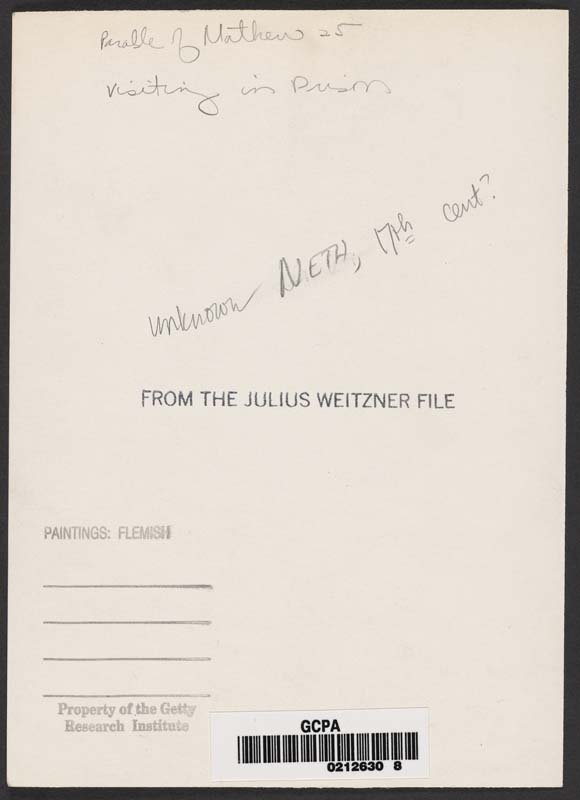 Parable of Mathew 25
Visiting in Prison
unknown NETH, 17th cent?
FROM THE JULIUS WEITZNER FILE
PAINTINGS: FLEMISH
Property of the Getty
Research Institute
GCPA
0212630 8